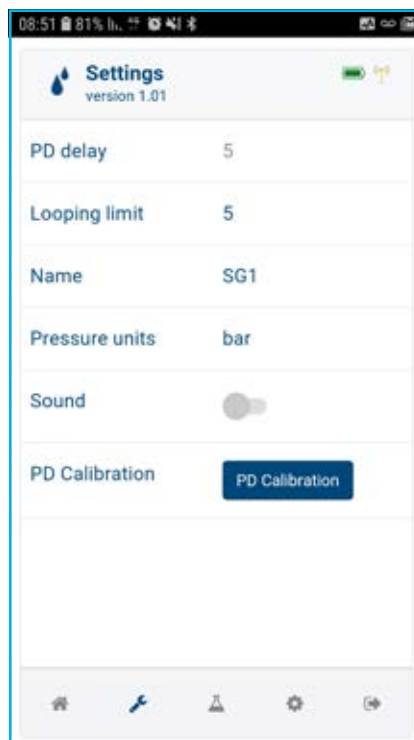 08:51 81%
Settings
version 1.01
PD delay 5
Looping limit 5
Name SG1
Pressure units bar
Sound
PD Calibration PD Calibration